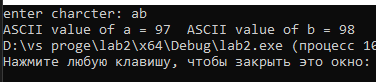 enter charcter: ab
ASCII value of a = 97  ASCII value of b = 98
D:\vs proge\lab2\x64\Debug\lab2.exe (процесс 16
Нажмите любую клавишу, чтобы закрыть это окно: